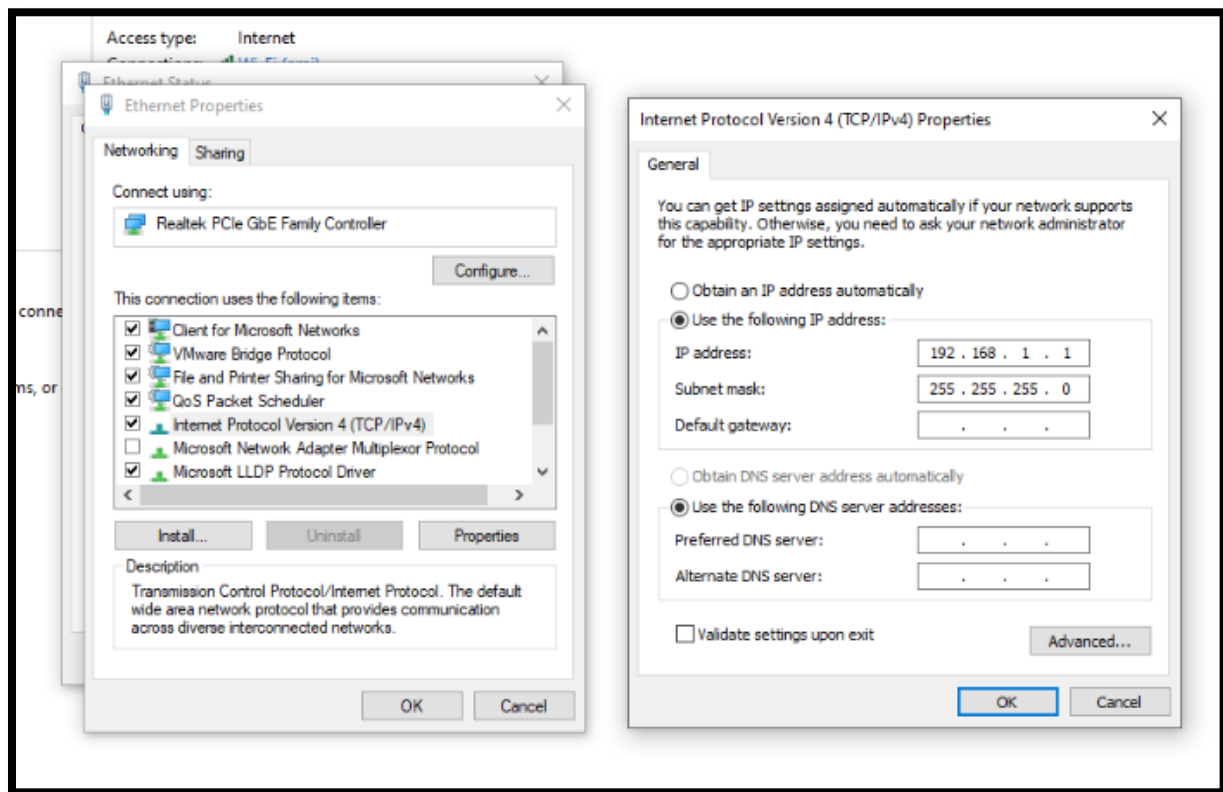 Access type: Internet
Connections: Wi-Fi
Ethernet Status
Ethernet Properties
Networking Sharing
Connect using:
Realtek PCIe GbE Family Controller
Configure...
This connection uses the following items:
Client for Microsoft Networks
VMware Bridge Protocol
File and Printer Sharing for Microsoft Networks
QoS Packet Scheduler
Internet Protocol Version 4 (TCP/IPv4)
Microsoft Network Adapter Multiplexor Protocol
Microsoft LLDP Protocol Driver
Install... Uninstall Properties
Description
Transmission Control Protocol/Internet Protocol. The default
wide area network protocol that provides communication
across diverse interconnected networks.
OK Cancel
conne
ms, or
Internet Protocol Version 4 (TCP/IPv4) Properties
General
You can get IP settings assigned automatically if your network supports
this capability. Otherwise, you need to ask your network administrator
for the appropriate IP settings.
Obtain an IP address automatically
Use the following IP address:
IP address: 192 . 168 . 1 . 1
Subnet mask: 255 . 255 . 255 . 0
Default gateway: . . .
Obtain DNS server address automatically
Use the following DNS server addresses:
Preferred DNS server: . . .
Alternate DNS server: . . .
Validate settings upon exit
Advanced...
OK Cancel